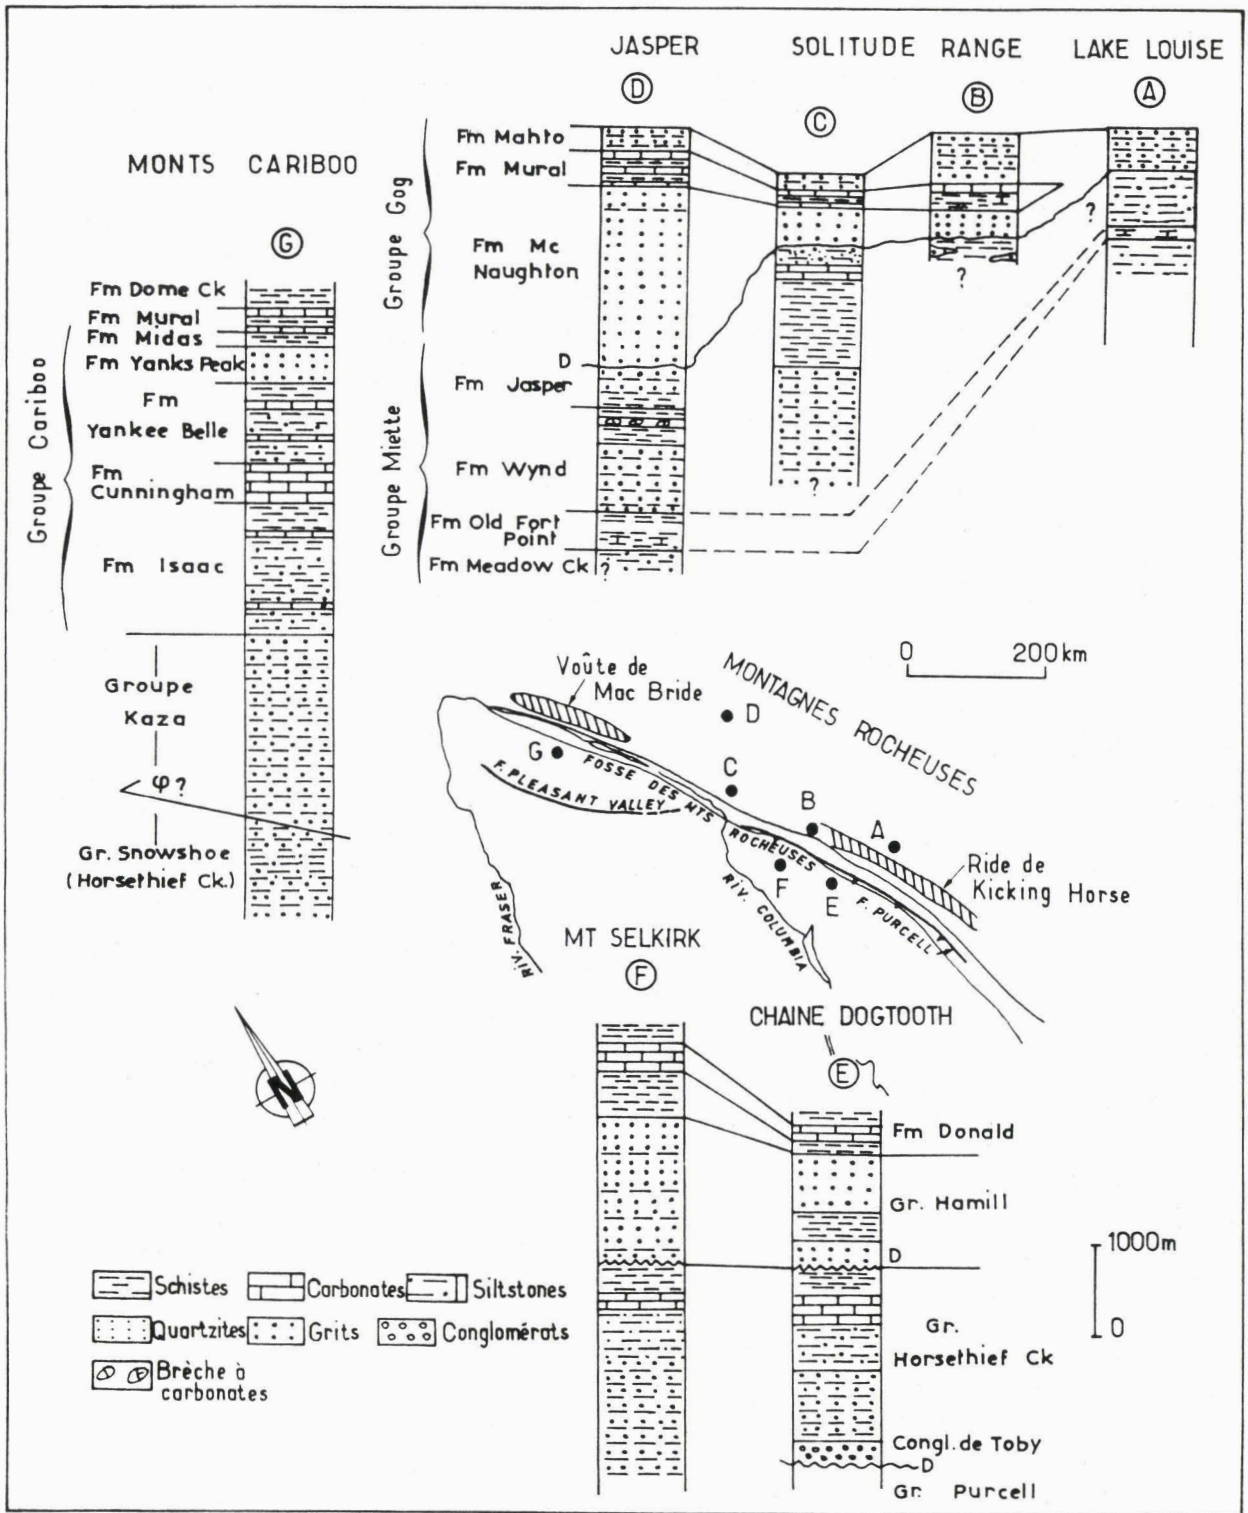 JASPER
SOLITUDE RANGE
LAKE LOUISE
D
C
B
A
MONTS CARIBOO
G
Fm Dome Ck
Fm Mural
Fm Midas
Fm Yanks Peak
Fm
Yankee Belle
Fm
Cunningham
Fm Isaac
Groupe Cariboo
Groupe
Kaza
φ?
Gr. Snowshoe
(Horsethief Ck.)
Groupe Gog
Fm Mahto
Fm Mural
Fm Mc
Naughton
D
Groupe Miette
Fm Jasper
Fm Wynd
Fm Old Fort
Point
Fm Meadow Ck
?
?
?
?
0 200 km
Voûte de
Mac Bride
MONTAGNES ROCHEUSES
D
G
C
B
A
F. PLEASANT VALLEY
FOSSE DES MTS ROCHEUSES
F
E
F. PURCELL
Ride de
Kicking Horse
RIV. FRASER
RIV. COLUMBIA
N
MT SELKIRK
F
CHAINE DOGTOOTH
E
Fm Donald
Gr. Hamill
D
Gr.
Horsethief Ck
Congl. de Toby
D
Gr. Purcell
1000m
0
Schistes
Carbonates
Siltstones
Quartzites
Grits
Conglomérats
Brèche à
carbonates